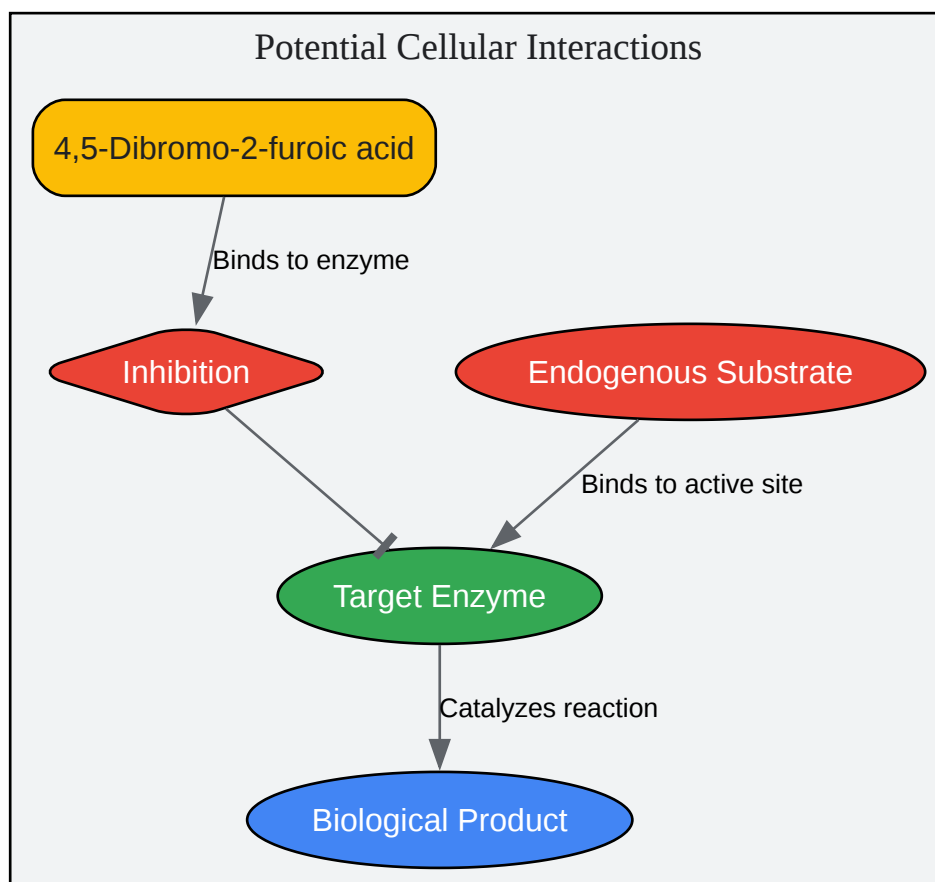 Potential Cellular Interactions
4,5-Dibromo-2-furoic acid
Binds to enzyme
Inhibition
Endogenous Substrate
Binds to active site
Target Enzyme
Catalyzes reaction
Biological Product